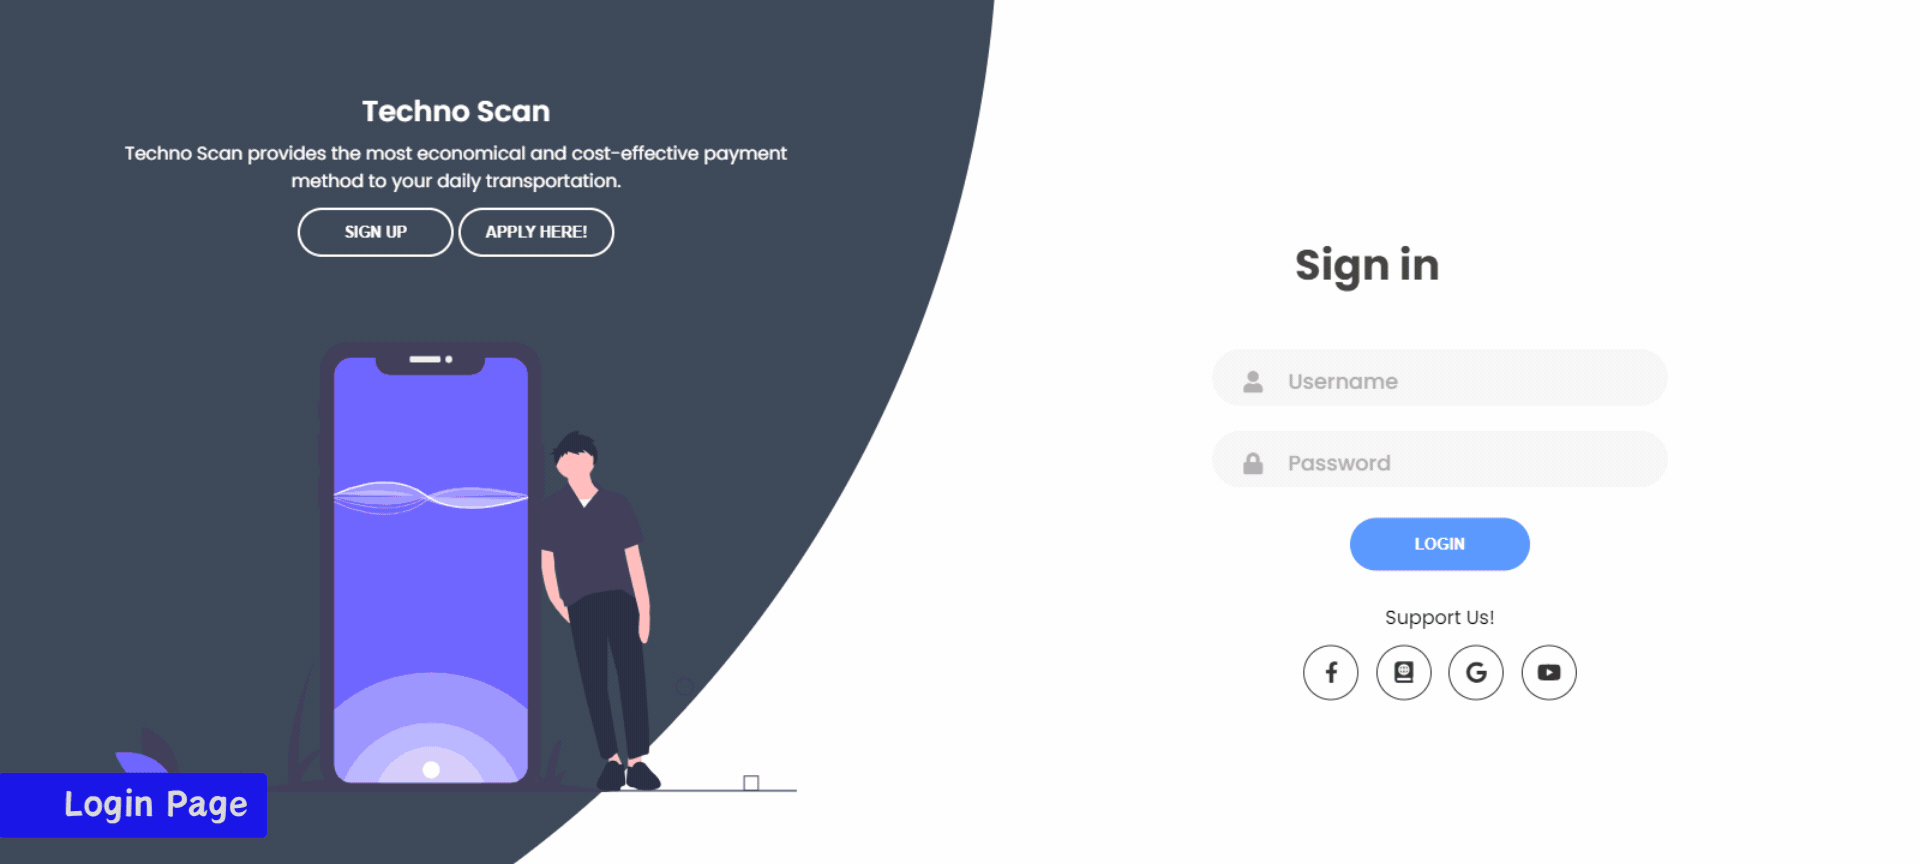 Techno Scan
Techno Scan provides the most economical and cost-effective payment
method to your daily transportation.
SIGN UP
APPLY HERE!
Sign in
Username
Password
LOGIN
Support Us!
Login Page